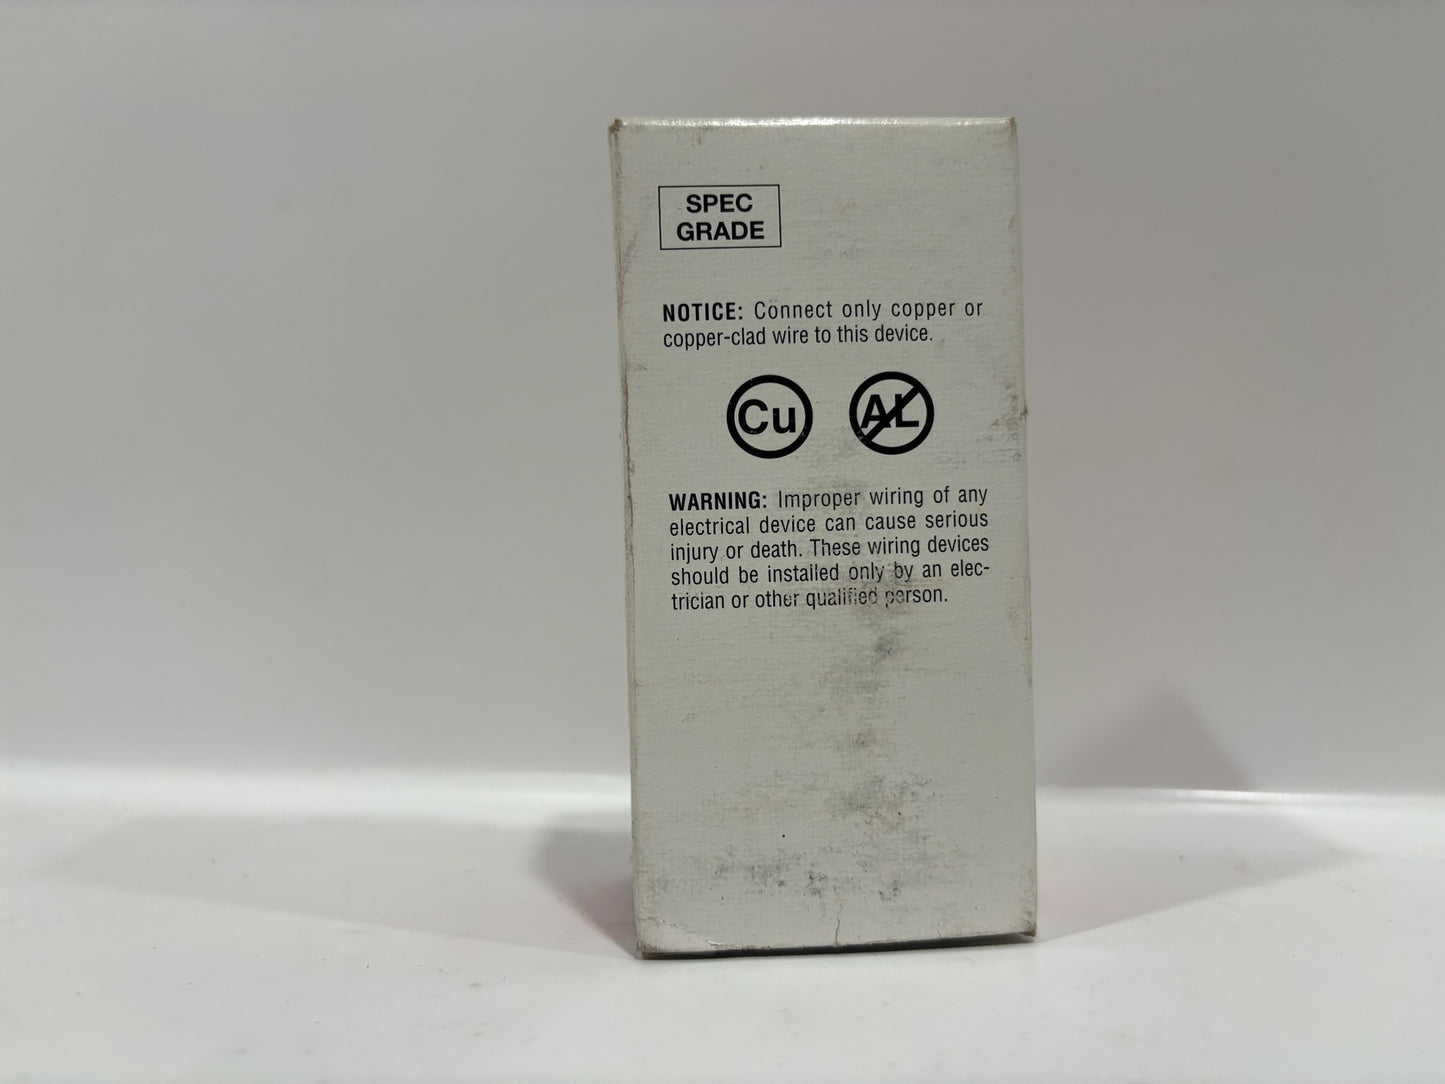 SPEC
GRADE
NOTICE: Connect only copper or
copper-clad wire to this device.
Cu AL
WARNING: Improper wiring of any
electrical device can cause serious
injury or death. These wiring devices
should be installed only by an elec-
trician or other qualified person.